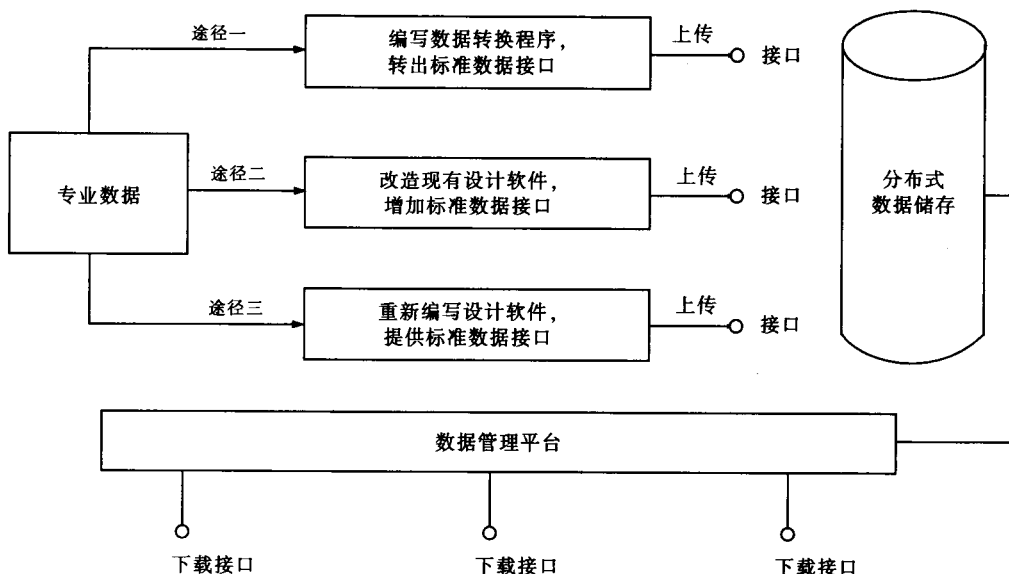 途径一
编写数据转换程序，
转出标准数据接口
上传
接口
专业数据
途径二
改造现有设计软件，
增加标准数据接口
上传
接口
分布式
数据储存
途径三
重新编写设计软件，
提供标准数据接口
上传
接口
数据管理平台
下载接口
下载接口
下载接口